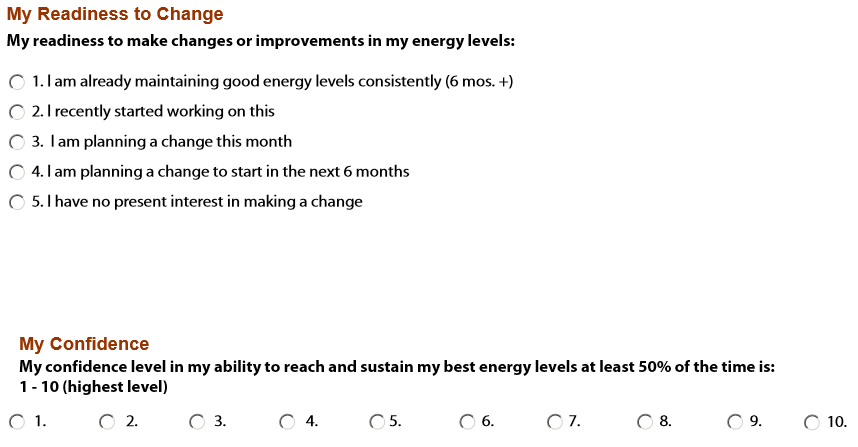 My Readiness to Change
My readiness to make changes or improvements in my energy levels:
1. I am already maintaining good energy levels consistently (6 mos. +)
2. I recently started working on this
3. I am planning a change this month
4. I am planning a change to start in the next 6 months
5. I have no present interest in making a change
My Confidence
My confidence level in my ability to reach and sustain my best energy levels at least 50% of the time is:
1 - 10 (highest level)
1. 2. 3. 4. 5. 6. 7. 8. 9. 10.